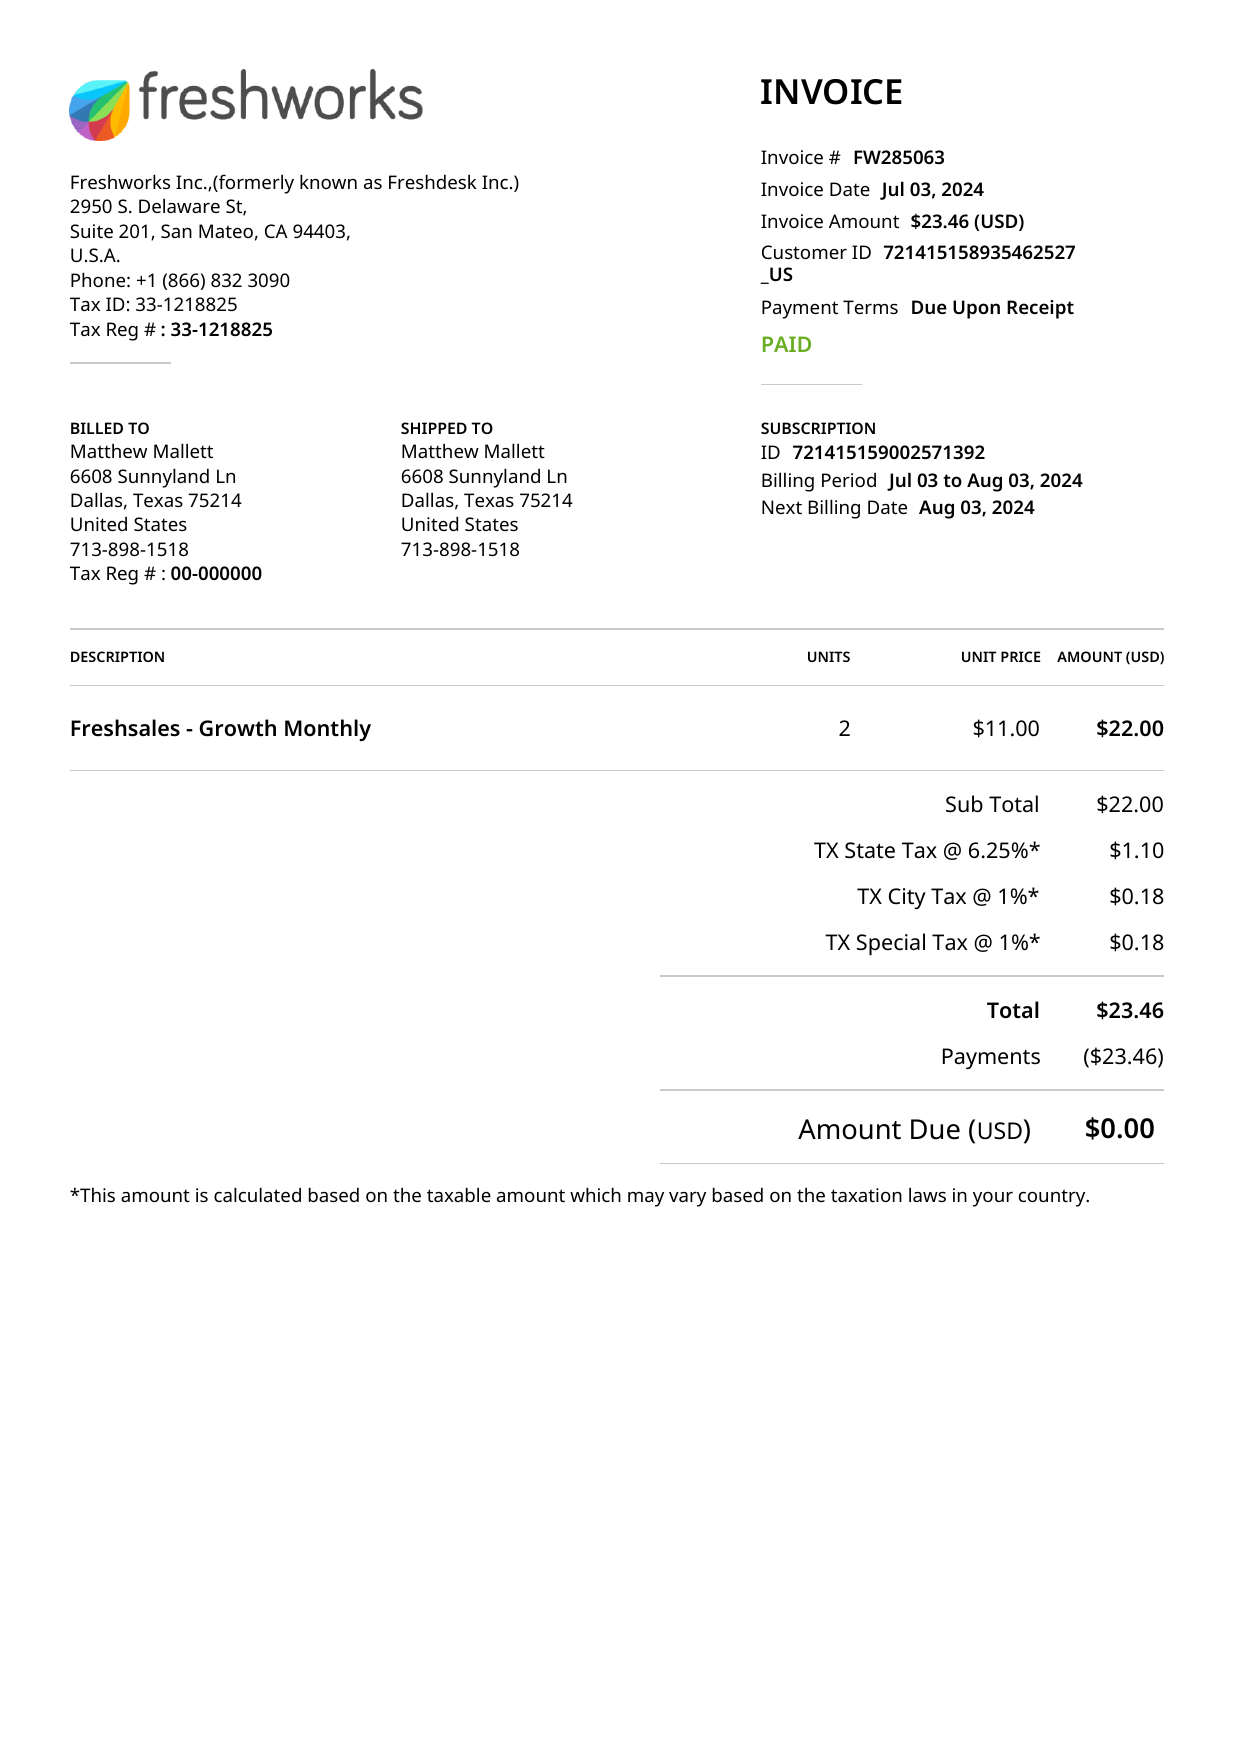 freshworks
INVOICE
Freshworks Inc.,(formerly known as Freshdesk Inc.)
2950 S. Delaware St,
Suite 201, San Mateo, CA 94403,
U.S.A.
Phone: +1 (866) 832 3090
Tax ID: 33-1218825
Tax Reg # : 33-1218825
Invoice # FW285063
Invoice Date Jul 03, 2024
Invoice Amount $23.46 (USD)
Customer ID 721415158935462527
_US
Payment Terms Due Upon Receipt
PAID
BILLED TO
Matthew Mallett
6608 Sunnyland Ln
Dallas, Texas 75214
United States
713-898-1518
Tax Reg # : 00-000000
SHIPPED TO
Matthew Mallett
6608 Sunnyland Ln
Dallas, Texas 75214
United States
713-898-1518
SUBSCRIPTION
ID 721415159002571392
Billing Period Jul 03 to Aug 03, 2024
Next Billing Date Aug 03, 2024
DESCRIPTION UNITS UNIT PRICE AMOUNT (USD)
Freshsales - Growth Monthly 2 $11.00 $22.00
Sub Total $22.00
TX State Tax @ 6.25%* $1.10
TX City Tax @ 1%* $0.18
TX Special Tax @ 1%* $0.18
Total $23.46
Payments ($23.46)
Amount Due (USD) $0.00
*This amount is calculated based on the taxable amount which may vary based on the taxation laws in your country.